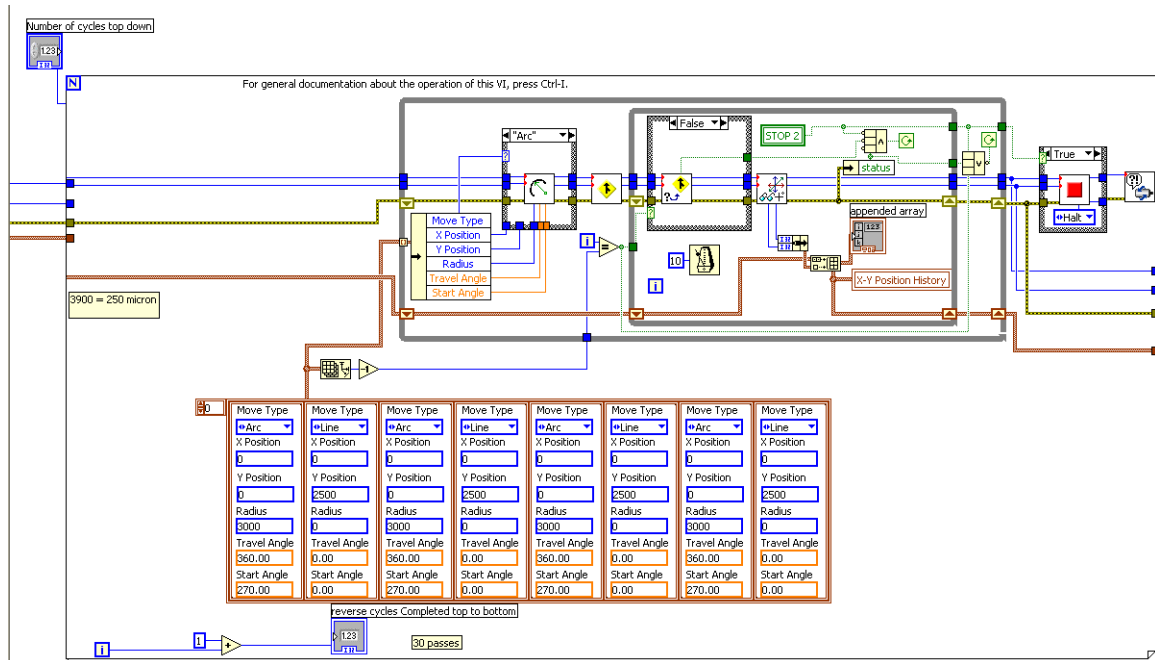 Number of cycles top down
1.23
N
For general documentation about the operation of this VI, press Ctrl-I.
"Arc"
False
STOP 2
True
status
Move Type
X Position
Y Position
Radius
Travel Angle
Start Angle
i
=
10
i
appended array
123
X-Y Position History
Halt
3900 = 250 micron
-1
0
Move Type Move Type Move Type Move Type Move Type Move Type Move Type Move Type
Arc Line Arc Line Arc Line Arc Line
X Position X Position X Position X Position X Position X Position X Position X Position
0 0 0 0 0 0 0 0
Y Position Y Position Y Position Y Position Y Position Y Position Y Position Y Position
0 2500 0 2500 0 2500 0 2500
Radius Radius Radius Radius Radius Radius Radius Radius
3000 0 3000 0 3000 0 3000 0
Travel Angle Travel Angle Travel Angle Travel Angle Travel Angle Travel Angle Travel Angle Travel Angle
360.00 0.00 360.00 0.00 360.00 0.00 360.00 0.00
Start Angle Start Angle Start Angle Start Angle Start Angle Start Angle Start Angle Start Angle
270.00 0.00 270.00 0.00 270.00 0.00 270.00 0.00
reverse cycles Completed top to bottom
1.23
1
+
i
30 passes